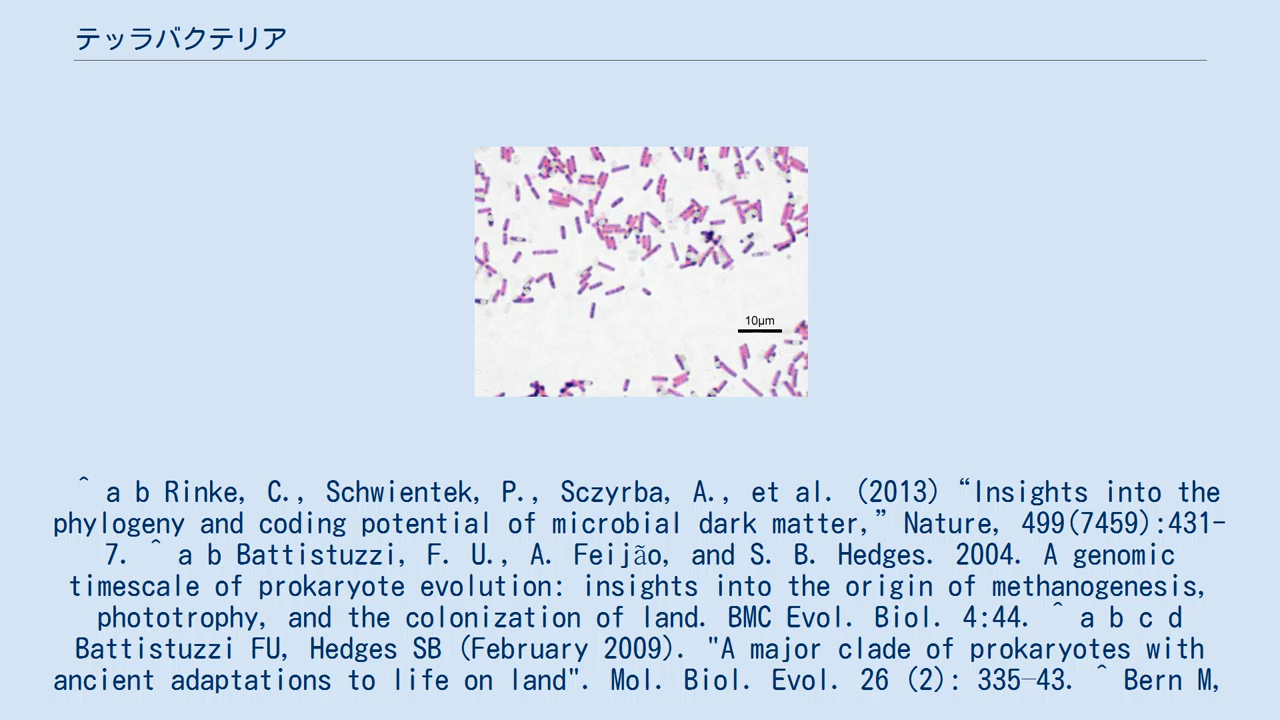 テッラバクテリア
10μm
^ a b Rinke, C., Schwientek, P., Sczyrba, A., et al. (2013) “Insights into the
phylogeny and coding potential of microbial dark matter,” Nature, 499(7459):431-
7. ^ a b Battistuzzi, F. U., A. Feijão, and S. B. Hedges. 2004. A genomic
timescale of prokaryote evolution: insights into the origin of methanogenesis,
phototrophy, and the colonization of land. BMC Evol. Biol. 4:44. ^ a b c d
Battistuzzi FU, Hedges SB (February 2009). "A major clade of prokaryotes with
ancient adaptations to life on land". Mol. Biol. Evol. 26 (2): 335–43. ^ Bern M,